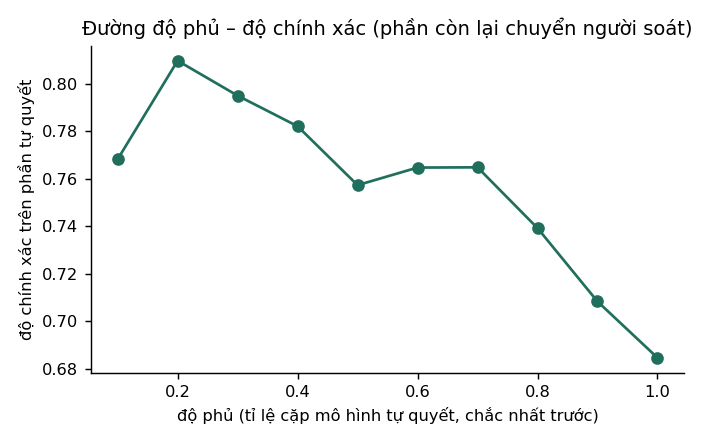 Đường độ phủ – độ chính xác (phần còn lại chuyển người soát)
độ chính xác trên phần tự quyết
0.80
0.78
0.76
0.74
0.72
0.70
0.68
0.2 0.4 0.6 0.8 1.0
độ phủ (tỉ lệ cặp mô hình tự quyết, chắc nhất trước)